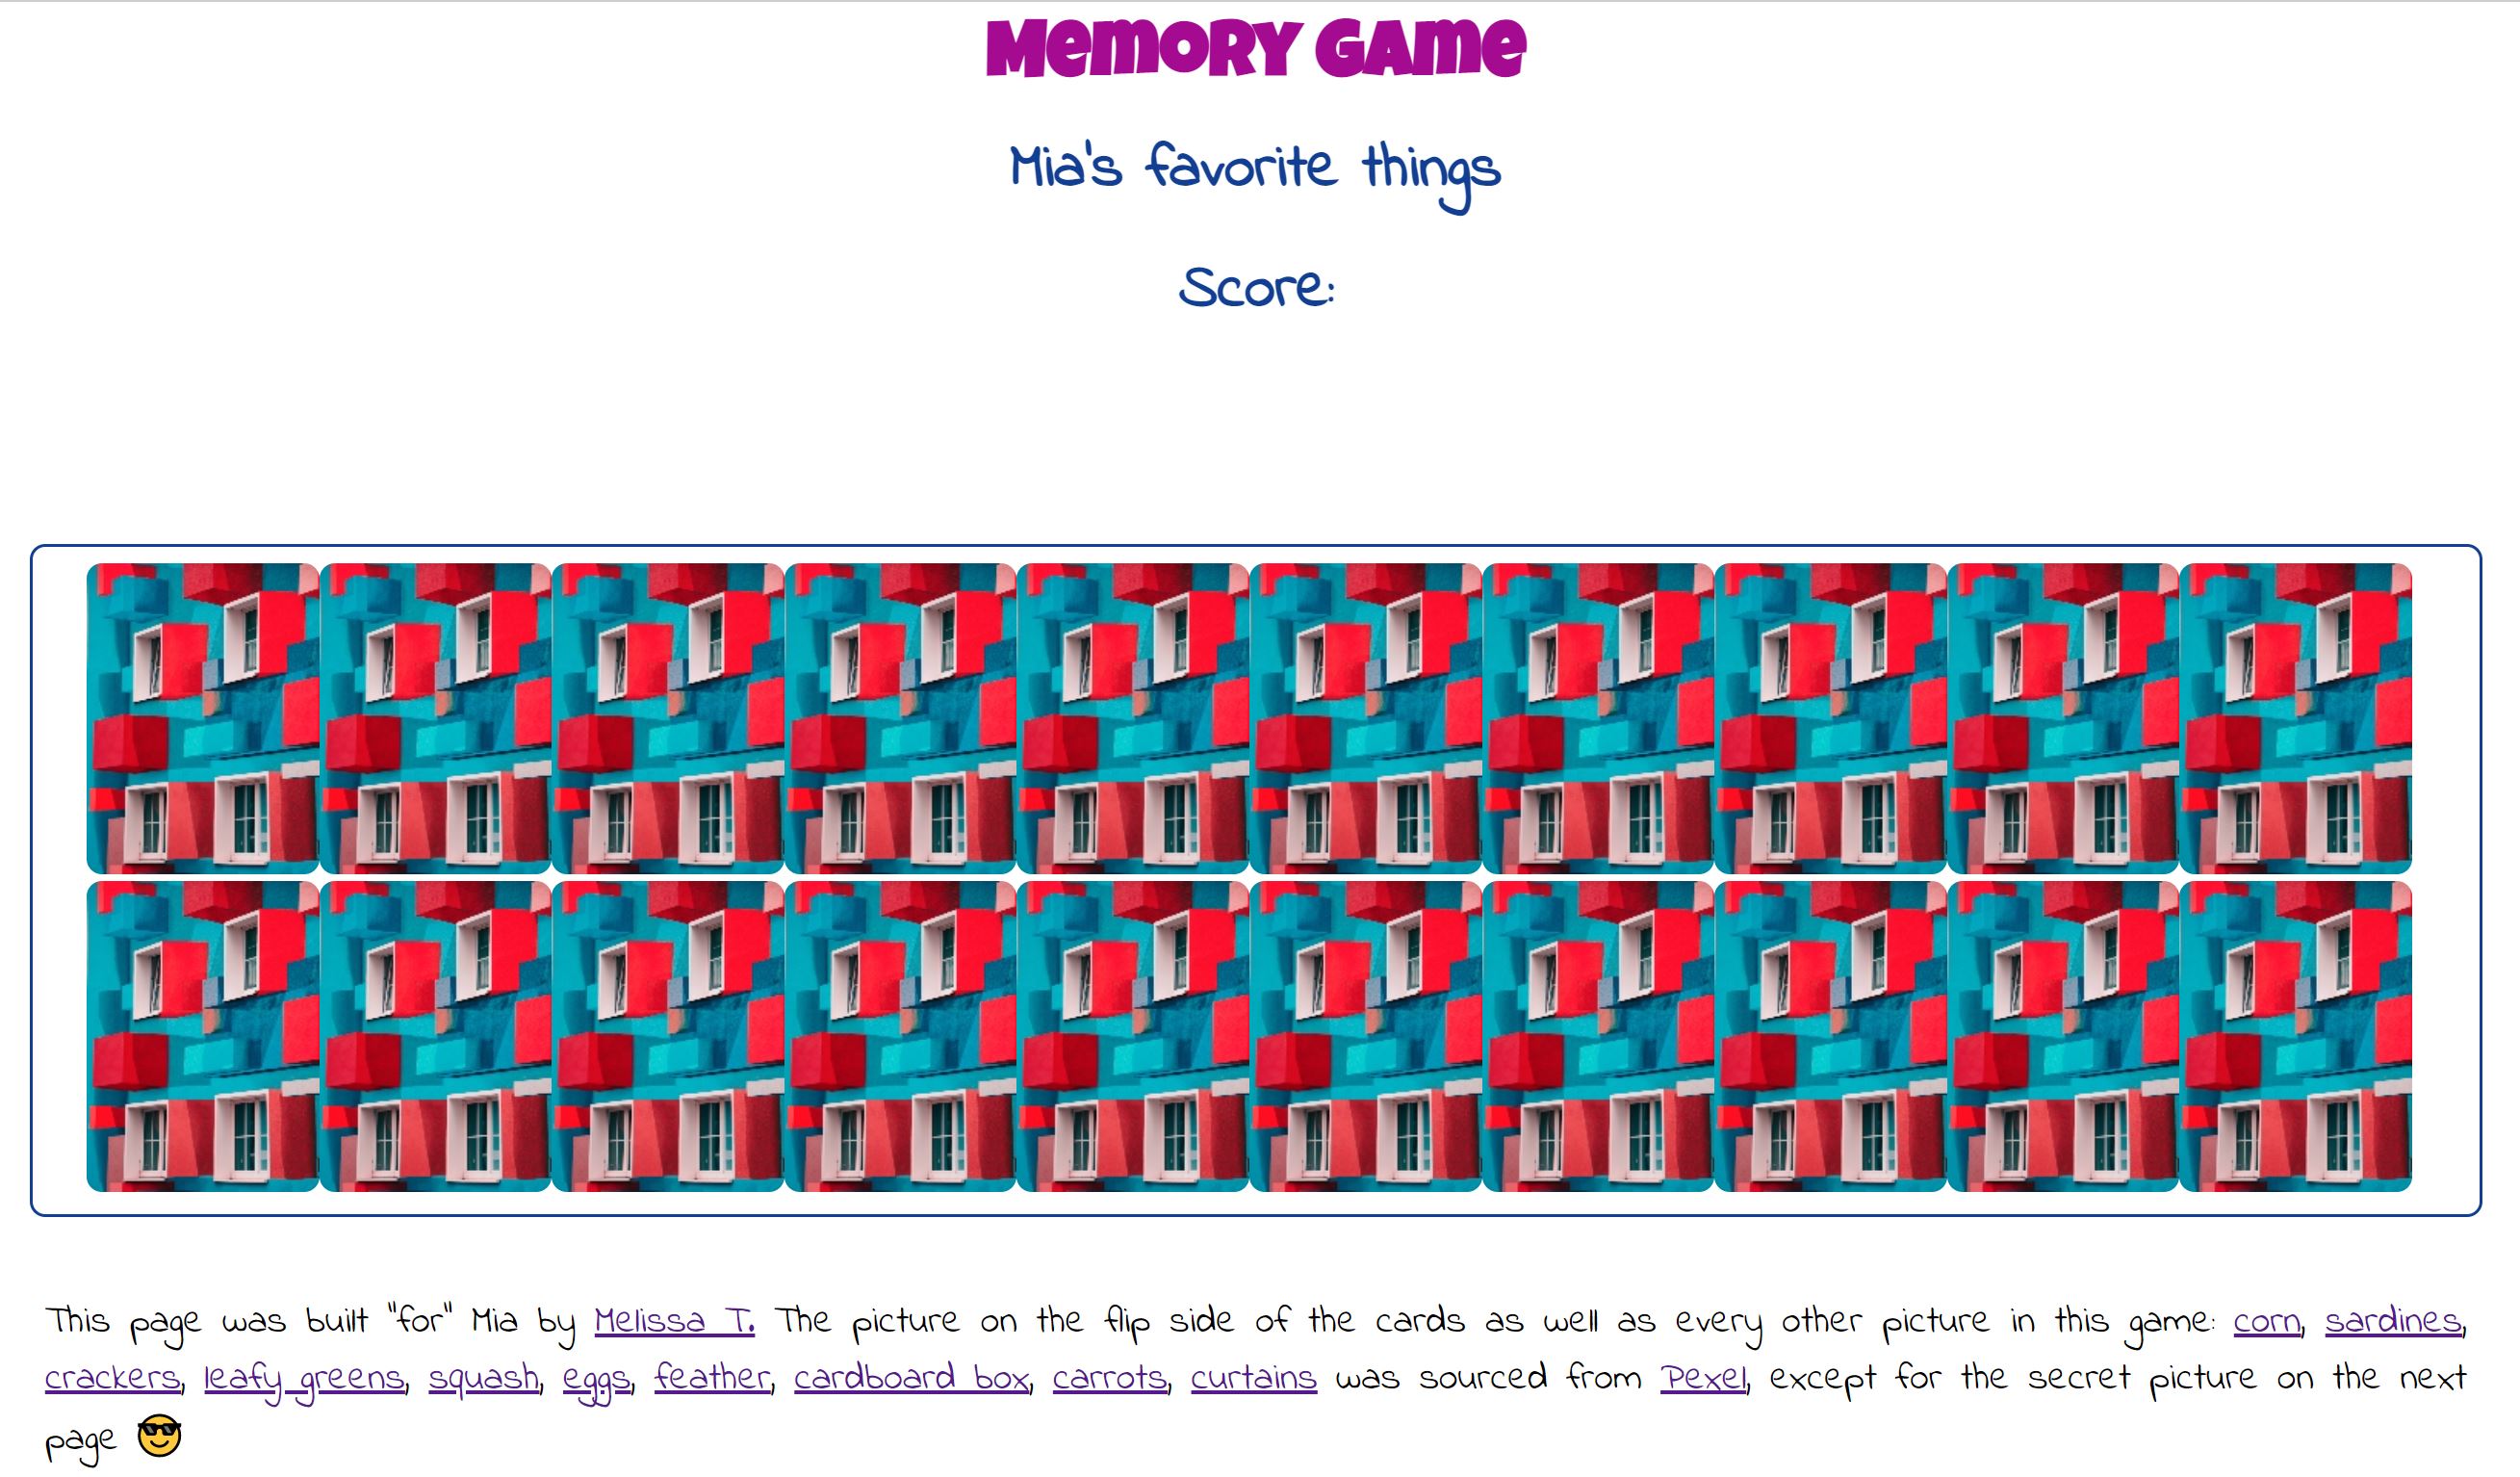 Memory Game
Mia's favorite things
Score:
This page was built "for" Mia by Melissa T. The picture on the flip side of the cards as well as every other picture in this game: corn, sardines,
crackers, leafy greens, squash, eggs, feather, cardboard box, carrots, curtains was sourced from Pexel, except for the secret picture on the next
page 😎